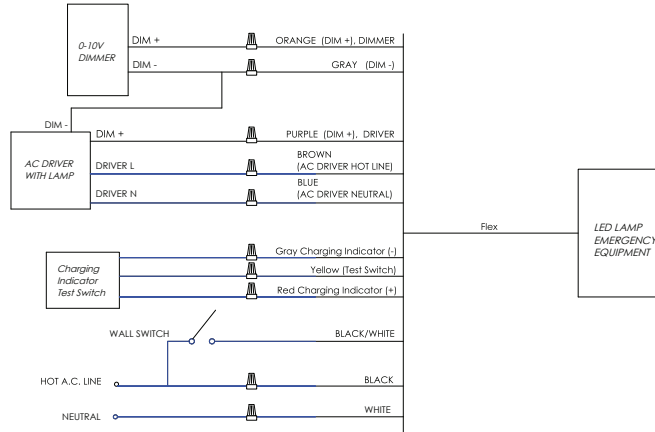 0-10V
DIMMER
DIM +
ORANGE (DIM +), DIMMER
DIM -
GRAY (DIM -)
DIM -
AC DRIVER
WITH LAMP
DIM +
PURPLE (DIM +), DRIVER
DRIVER L
BROWN
(AC DRIVER HOT LINE)
DRIVER N
BLUE
(AC DRIVER NEUTRAL)
Flex
LED LAMP
EMERGENCY
EQUIPMENT
Charging
Indicator
Test Switch
Gray Charging Indicator (-)
Yellow (Test Switch)
Red Charging Indicator (+)
WALL SWITCH
BLACK/WHITE
HOT A.C. LINE
BLACK
NEUTRAL
WHITE